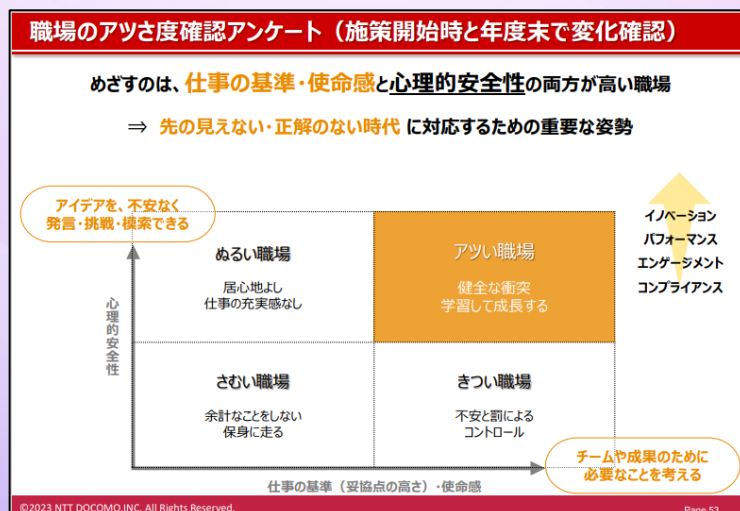 職場のアツさ度確認アンケート（施策開始時と年度末で変化確認）
めざすのは、仕事の基準・使命感と心理的安全性の両方が高い職場
⇒ 先の見えない・正解のない時代 に対応するための重要な姿勢
アイデアを、不安なく
発言・挑戦・模索できる
イノベーション
パフォーマンス
エンゲージメント
コンプライアンス
ぬるい職場
居心地よし
仕事の充実感なし
アツい職場
健全な衝突
学習して成長する
心理的安全性
さむい職場
余計なことをしない
保身に走る
きつい職場
不安と罰による
コントロール
チームや成果のために
必要なことを考える
仕事の基準（妥協点の高さ）・使命感
©2023 NTT DOCOMO,INC. All Rights Reserved.
Page 53